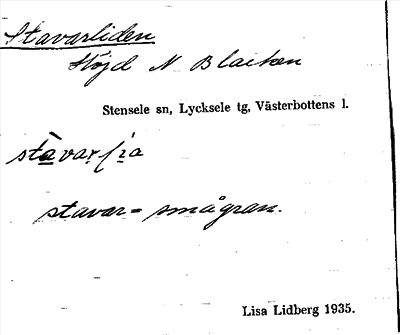 Stavarliden
Höjd N Blaiken
Stensele sn, Lycksele tg, Västerbottens l.
stavar= smågran.
Lisa Lidberg 1935.